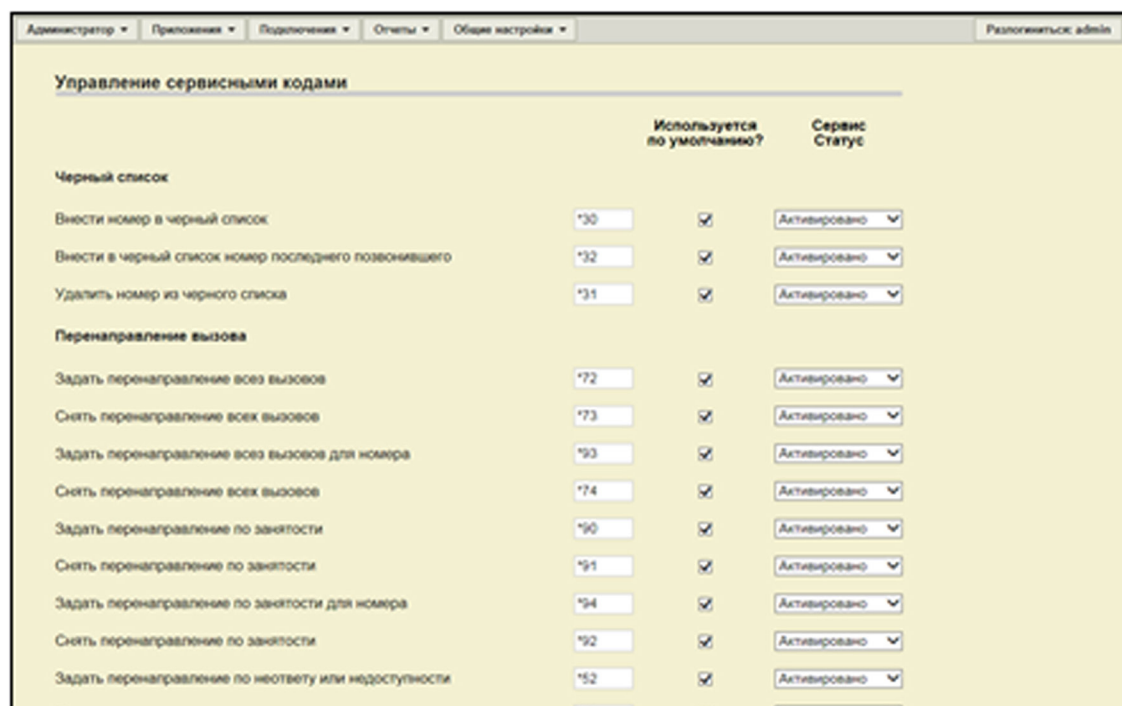 Администратор Приложения Подключения Отчеты Общие настройки Разлогиниться: admin
Управление сервисными кодами
Используется Сервис
по умолчанию? Статус
Черный список
Внести номер в черный список *30 Активировано
Внести в черный список номер последнего позвонившего *32 Активировано
Удалить номер из черного списка *31 Активировано
Перенаправление вызова
Задать перенаправление всез вызовов *72 Активировано
Снять перенаправление всех вызовов *73 Активировано
Задать перенаправление всез вызовов для номера *93 Активировано
Снять перенаправление всех вызовов *74 Активировано
Задать перенаправление по занятости *90 Активировано
Снять перенаправление по занятости *91 Активировано
Задать перенаправление по занятости для номера *94 Активировано
Снять перенаправление по занятости *92 Активировано
Задать перенаправление по неответу или недоступности *52 Активировано